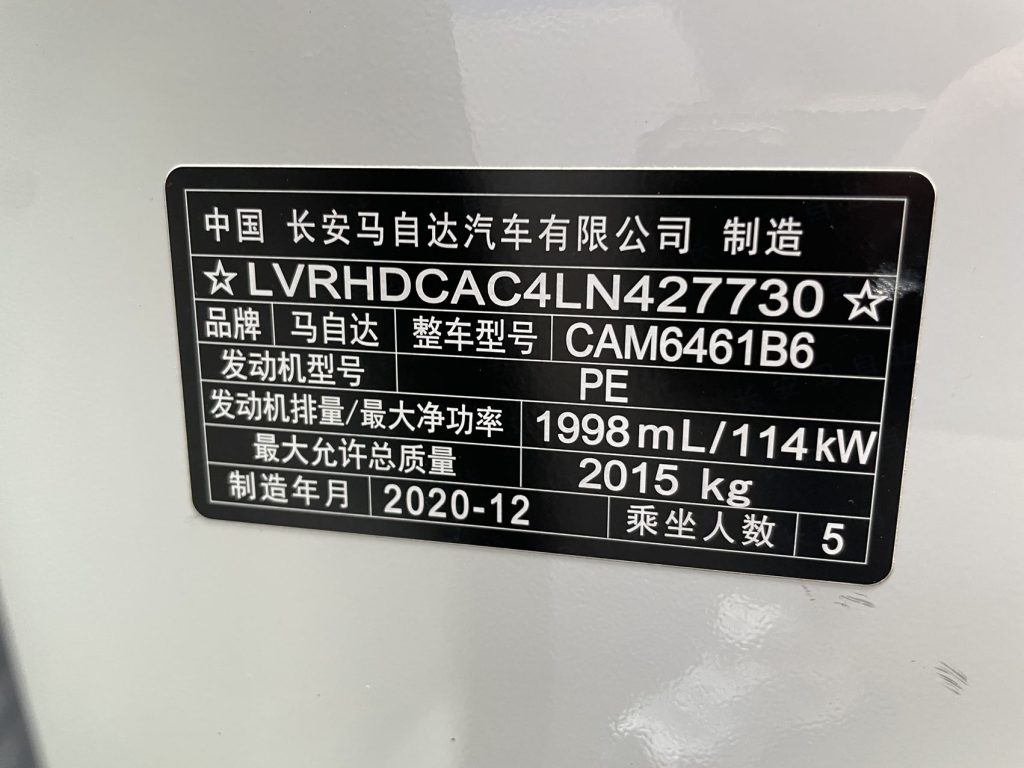 中国 长安马自达汽车有限公司 制造
☆LVRHDCAC4LN427730☆
品牌 马自达 整车型号 CAM6461B6
发动机型号 PE
发动机排量/最大净功率 1998mL/114kW
最大允许总质量 2015 kg
制造年月 2020-12 乘坐人数 5